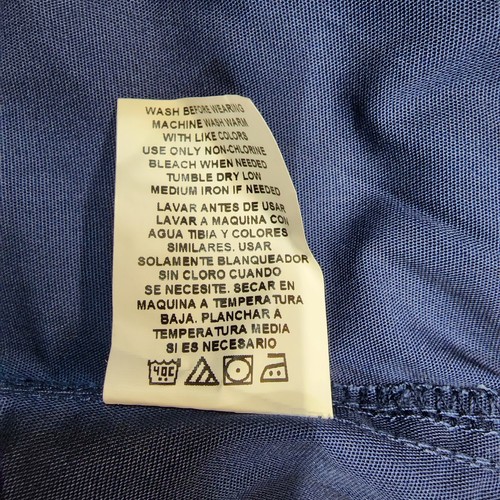 WASH BEFORE WEARING
MACHINE WASH WARM
WITH LIKE COLORS
USE ONLY NON-CHLORINE
BLEACH WHEN NEEDED
TUMBLE DRY LOW
MEDIUM IRON IF NEEDED
LAVAR ANTES DE USAR
LAVAR A MAQUINA CON
AGUA TIBIA Y COLORES
SIMILARES. USAR
SOLAMENTE BLANQUEADOR
SIN CLORO CUANDO
SE NECESITE. SECAR EN
MAQUINA A TEMPERATURA
BAJA. PLANCHAR A
TEMPERATURA MEDIA
SI ES NECESARIO
40C